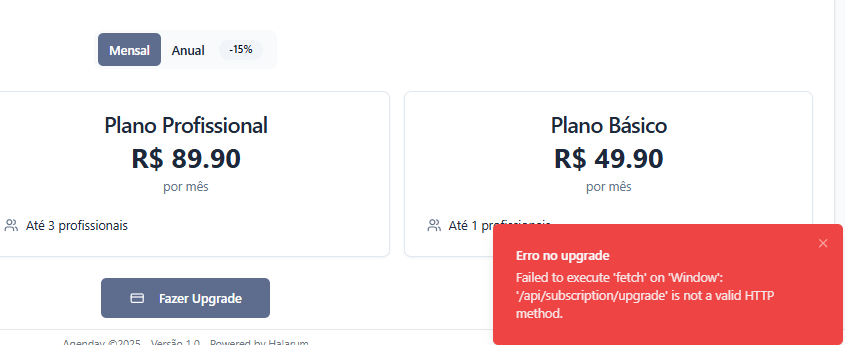 Mensal Anual -15%
Plano Profissional
R$ 89.90
por mês
Até 3 profissionais
Plano Básico
R$ 49.90
por mês
Até 1 profissionais
Fazer Upgrade
Erro no upgrade
Failed to execute 'fetch' on 'Window':
'/api/subscription/upgrade' is not a valid HTTP
method.
Agenday ©2025 Versão 1.0 Powered by Halarum